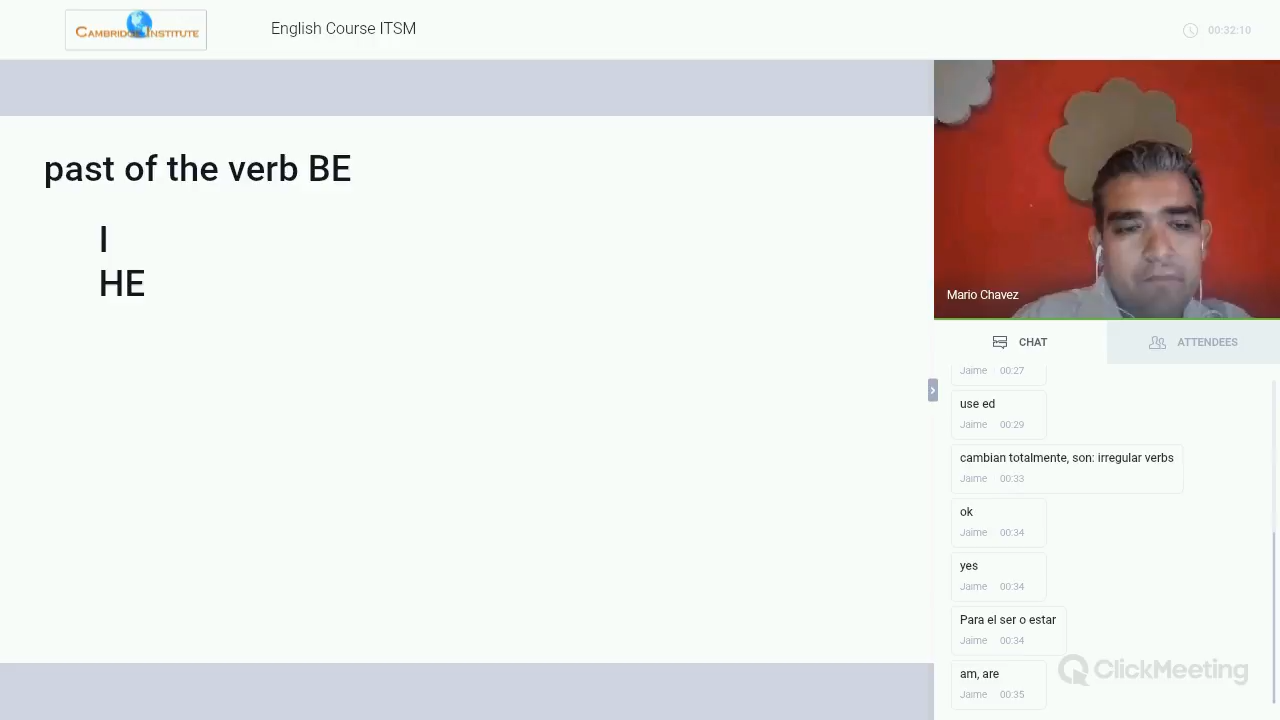 CAMBRIDGE INSTITUTE
English Course ITSM
00:32:10
past of the verb BE
I
HE
Mario Chavez
CHAT
ATTENDEES
Jaime 00:27
use ed
Jaime 00:29
cambian totalmente, son: irregular verbs
Jaime 00:33
ok
Jaime 00:34
yes
Jaime 00:34
Para el ser o estar
Jaime 00:34
am, are
Jaime 00:35
ClickMeeting